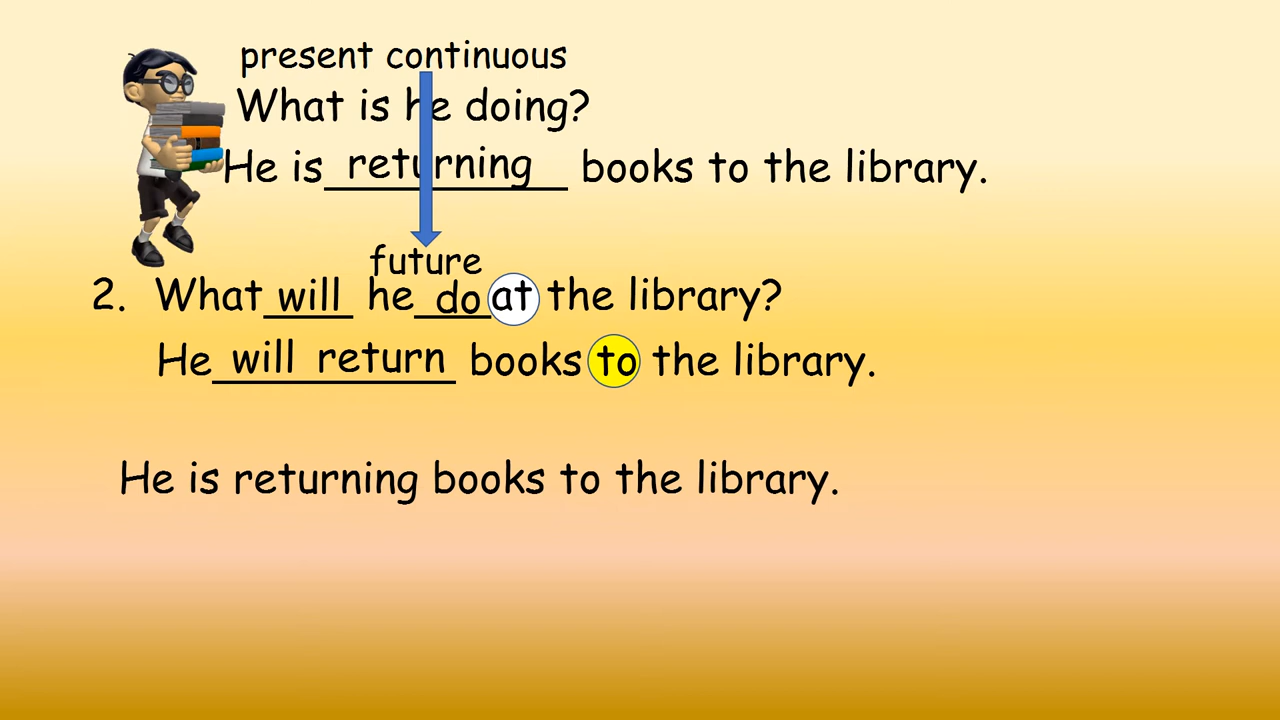 present continuous
What is he doing?
He is returning books to the library.
future
2. What will he do at the library?
He will return books to the library.
He is returning books to the library.